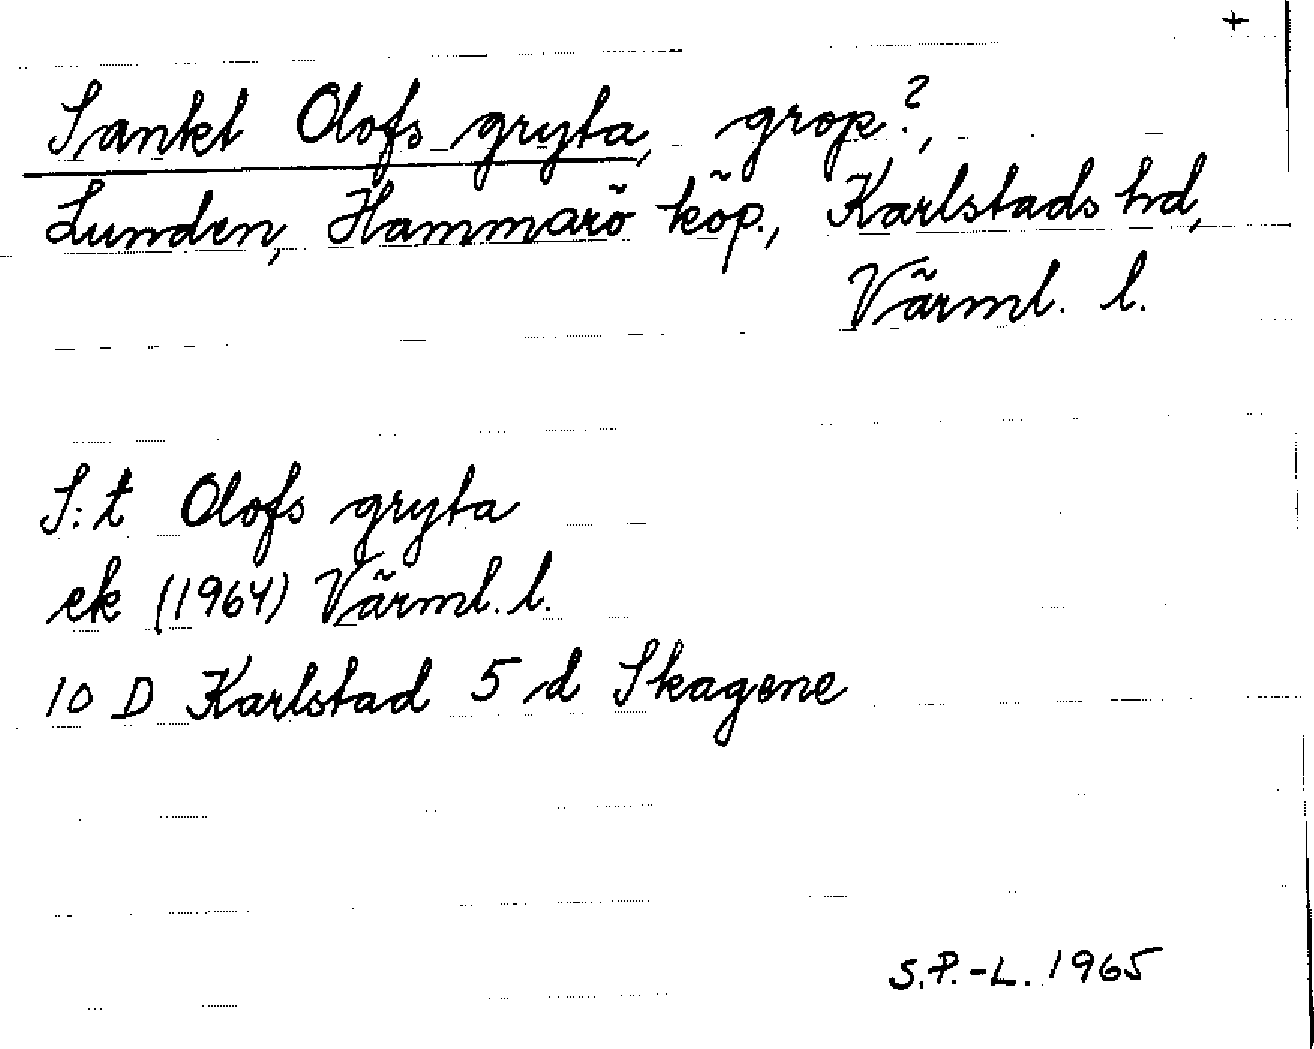 +
Sankt Olofs gryta, grop?,
Lunden, Hammarö köp., Karlstads hd,
Värml. l.
S:t Olofs gryta
ek (1964) Värml. l.
10 D Karlstad 5 d Skagene
S.P.-L. 1965